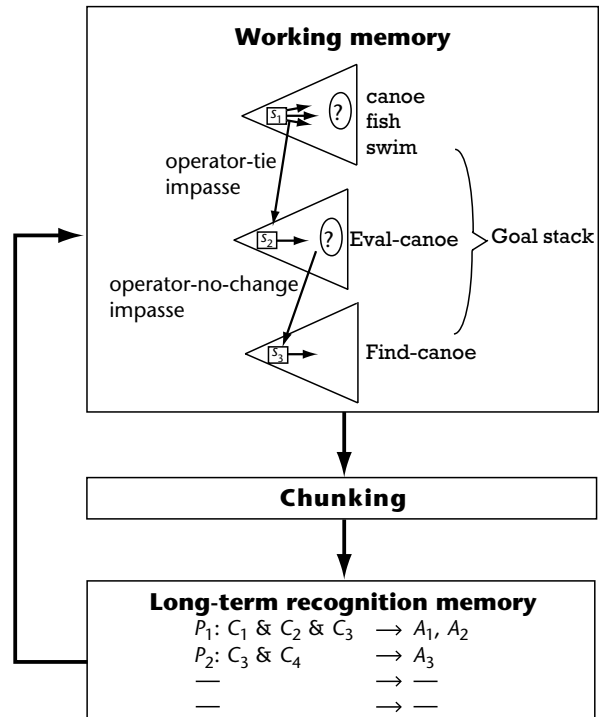 Working memory
s1
?
canoe
fish
swim
operator-tie
impasse
s2
?
Eval-canoe
Goal stack
operator-no-change
impasse
s3
Find-canoe
Chunking
Long-term recognition memory
P1: C1 & C2 & C3 → A1, A2
P2: C3 & C4 → A3
— → —
— → —